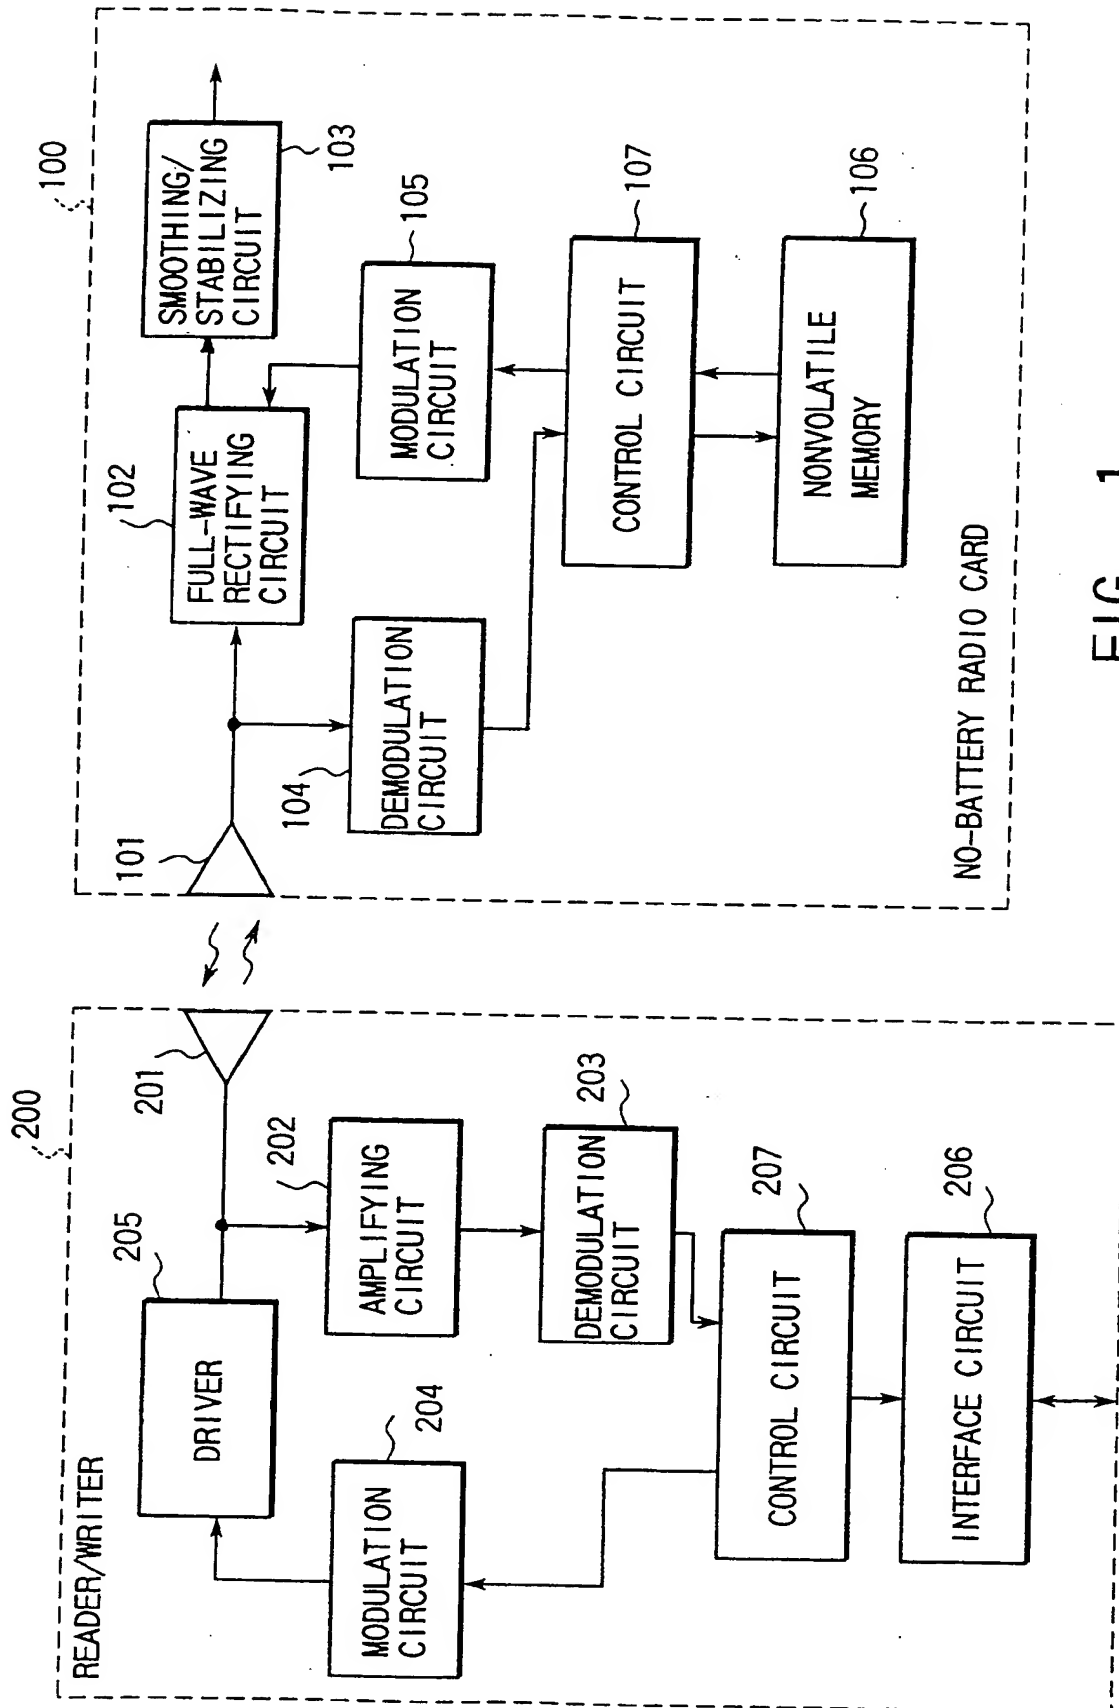 200
READER/WRITER
205
DRIVER
201
204
MODULATION
CIRCUIT
202
AMPLIFYING
CIRCUIT
203
DEMODULATION
CIRCUIT
207
CONTROL CIRCUIT
206
INTERFACE CIRCUIT
100
101
102
FULL-WAVE
RECTIFYING
CIRCUIT
SMOOTHING/
STABILIZING
CIRCUIT
103
104
DEMODULATION
CIRCUIT
105
MODULATION
CIRCUIT
107
CONTROL CIRCUIT
106
NONVOLATILE
MEMORY
NO-BATTERY RADIO CARD
FIG. 1